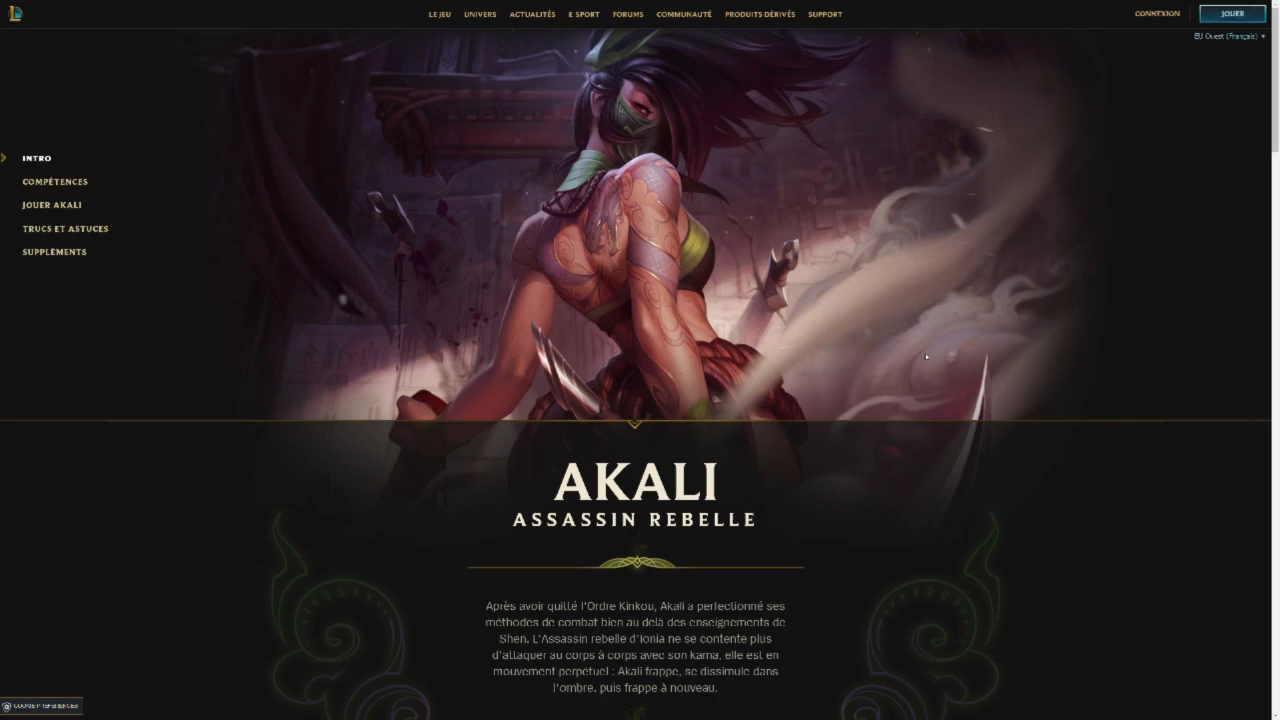 LE JEU UNIVERS ACTUALITÉS E SPORT FORUMS COMMUNAUTÉ PRODUITS DÉRIVÉS SUPPORT CONNEXION JOUER
EU Ouest (Français)
INTRO
COMPÉTENCES
JOUER AKALI
TRUCS ET ASTUCES
SUPPLÉMENTS
AKALI
ASSASSIN REBELLE
Après avoir quitté l'Ordre Kinkou, Akali a perfectionné ses
méthodes de combat bien au delà des enseignements de
Shen. L'Assassin rebelle d'Ionia ne se contente plus
d'attaquer au corps à corps avec son kama, elle est en
mouvement perpétuel : Akali frappe, se dissimule dans
l'ombre, puis frappe à nouveau.
COOKIE PREFERENCES